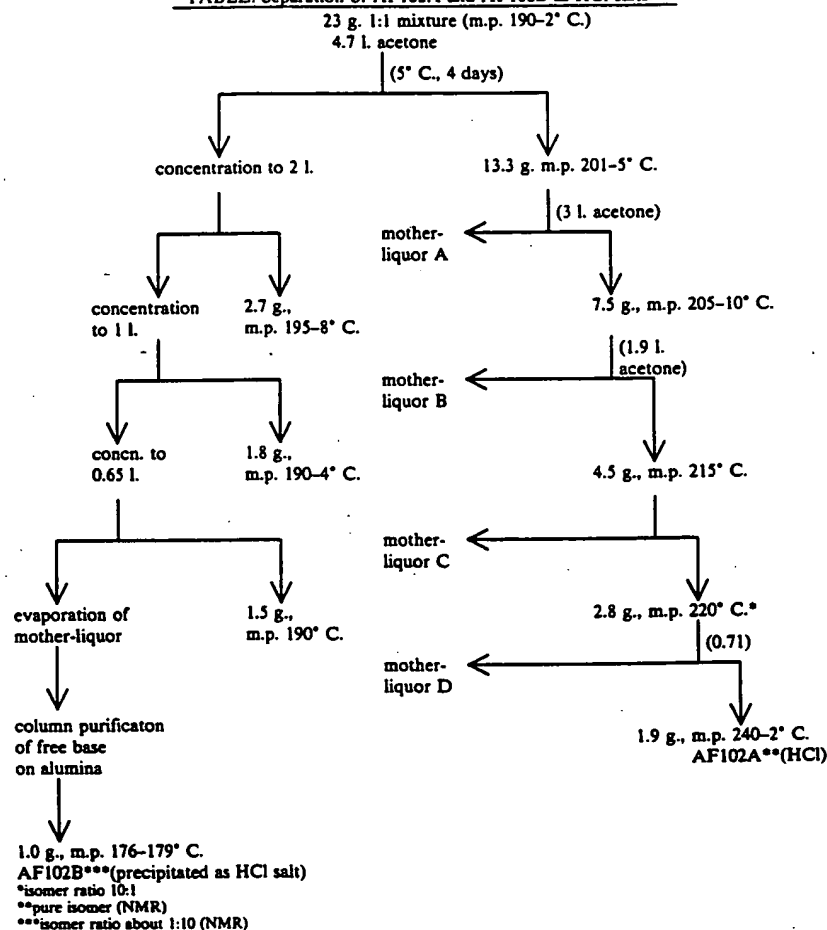 23 g. 1:1 mixture (m.p. 190–2° C.)
4.7 l. acetone
(5° C., 4 days)
concentration to 2 l.
13.3 g. m.p. 201–5° C.
(3 l. acetone)
mother-
liquor A
concentration
to 1 l.
2.7 g.,
m.p. 195–8° C.
7.5 g., m.p. 205–10° C.
(1.9 l.
acetone)
mother-
liquor B
concn. to
0.65 l.
1.8 g.,
m.p. 190–4° C.
4.5 g., m.p. 215° C.
mother-
liquor C
evaporation of
mother-liquor
1.5 g.,
m.p. 190° C.
2.8 g., m.p. 220° C.*
(0.71)
mother-
liquor D
column purificaton
of free base
on alumina
1.9 g., m.p. 240–2° C.
AF102A**(HCl)
1.0 g., m.p. 176–179° C.
AF102B***(precipitated as HCl salt)
*isomer ratio 10:1
**pure isomer (NMR)
***isomer ratio about 1:10 (NMR)